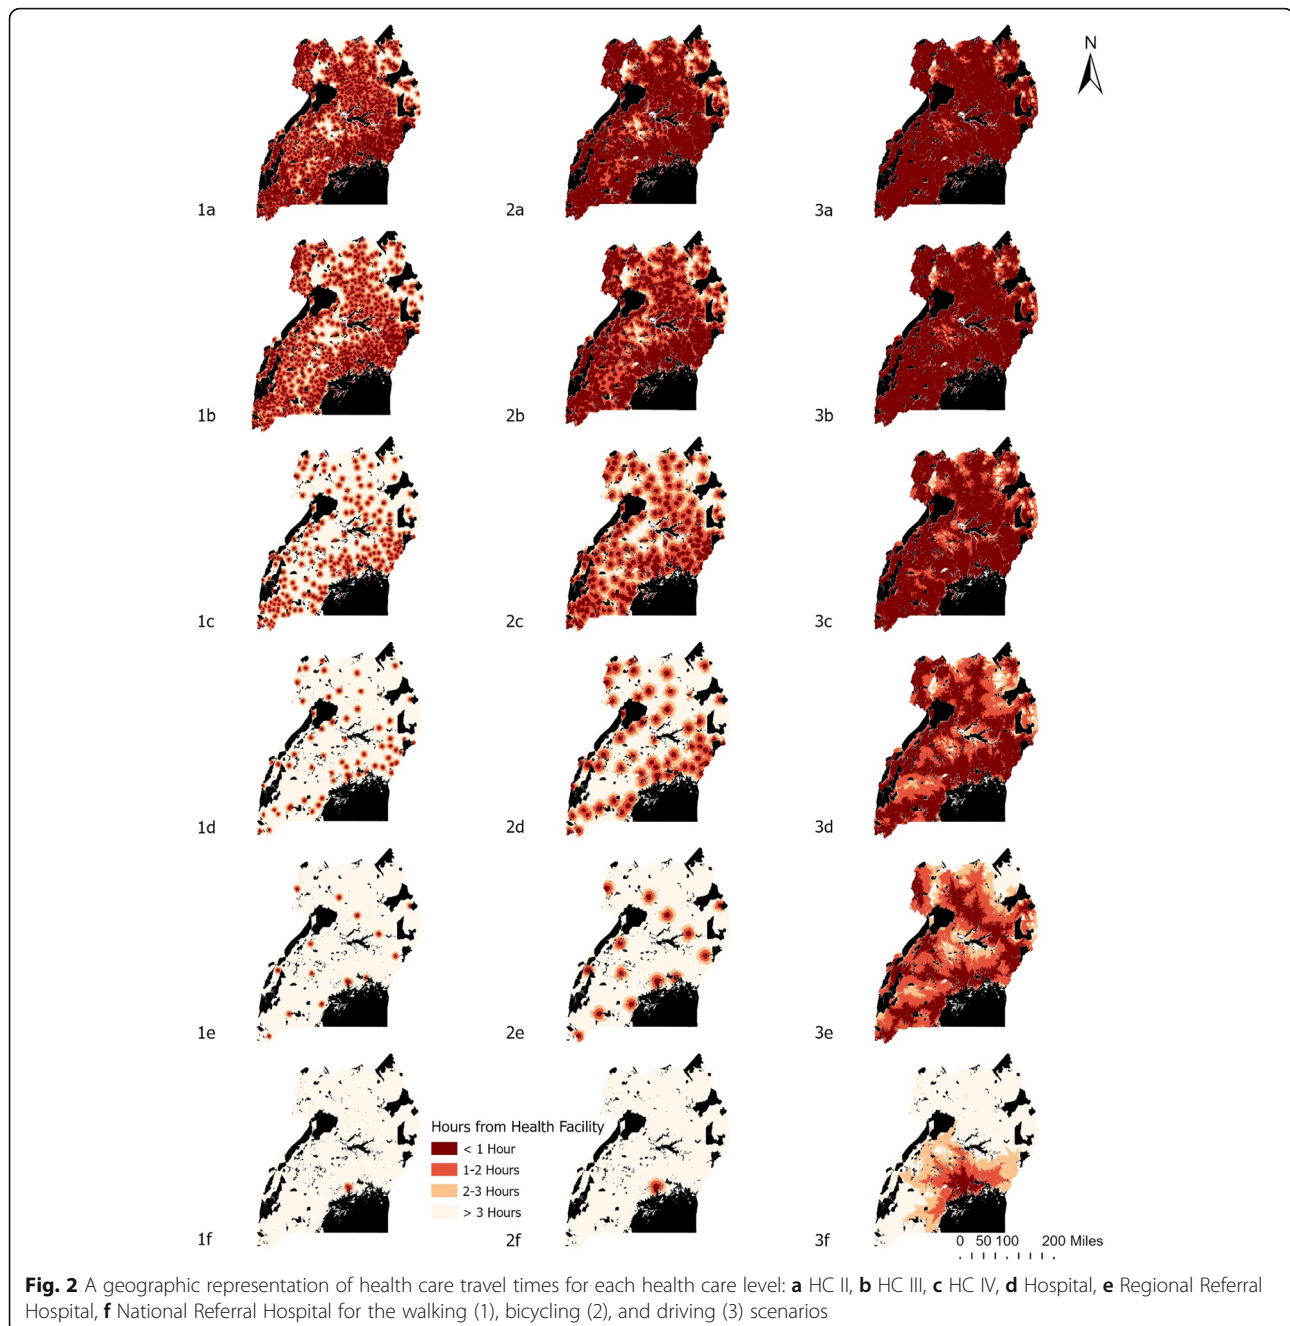 N
1a
2a
3a
1b
2b
3b
1c
2c
3c
1d
2d
3d
1e
2e
3e
Hours from Health Facility
< 1 Hour
1-2 Hours
2-3 Hours
> 3 Hours
1f
2f
3f
0 50 100 200 Miles
Fig. 2 A geographic representation of health care travel times for each health care level: a HC II, b HC III, c HC IV, d Hospital, e Regional Referral
Hospital, f National Referral Hospital for the walking (1), bicycling (2), and driving (3) scenarios